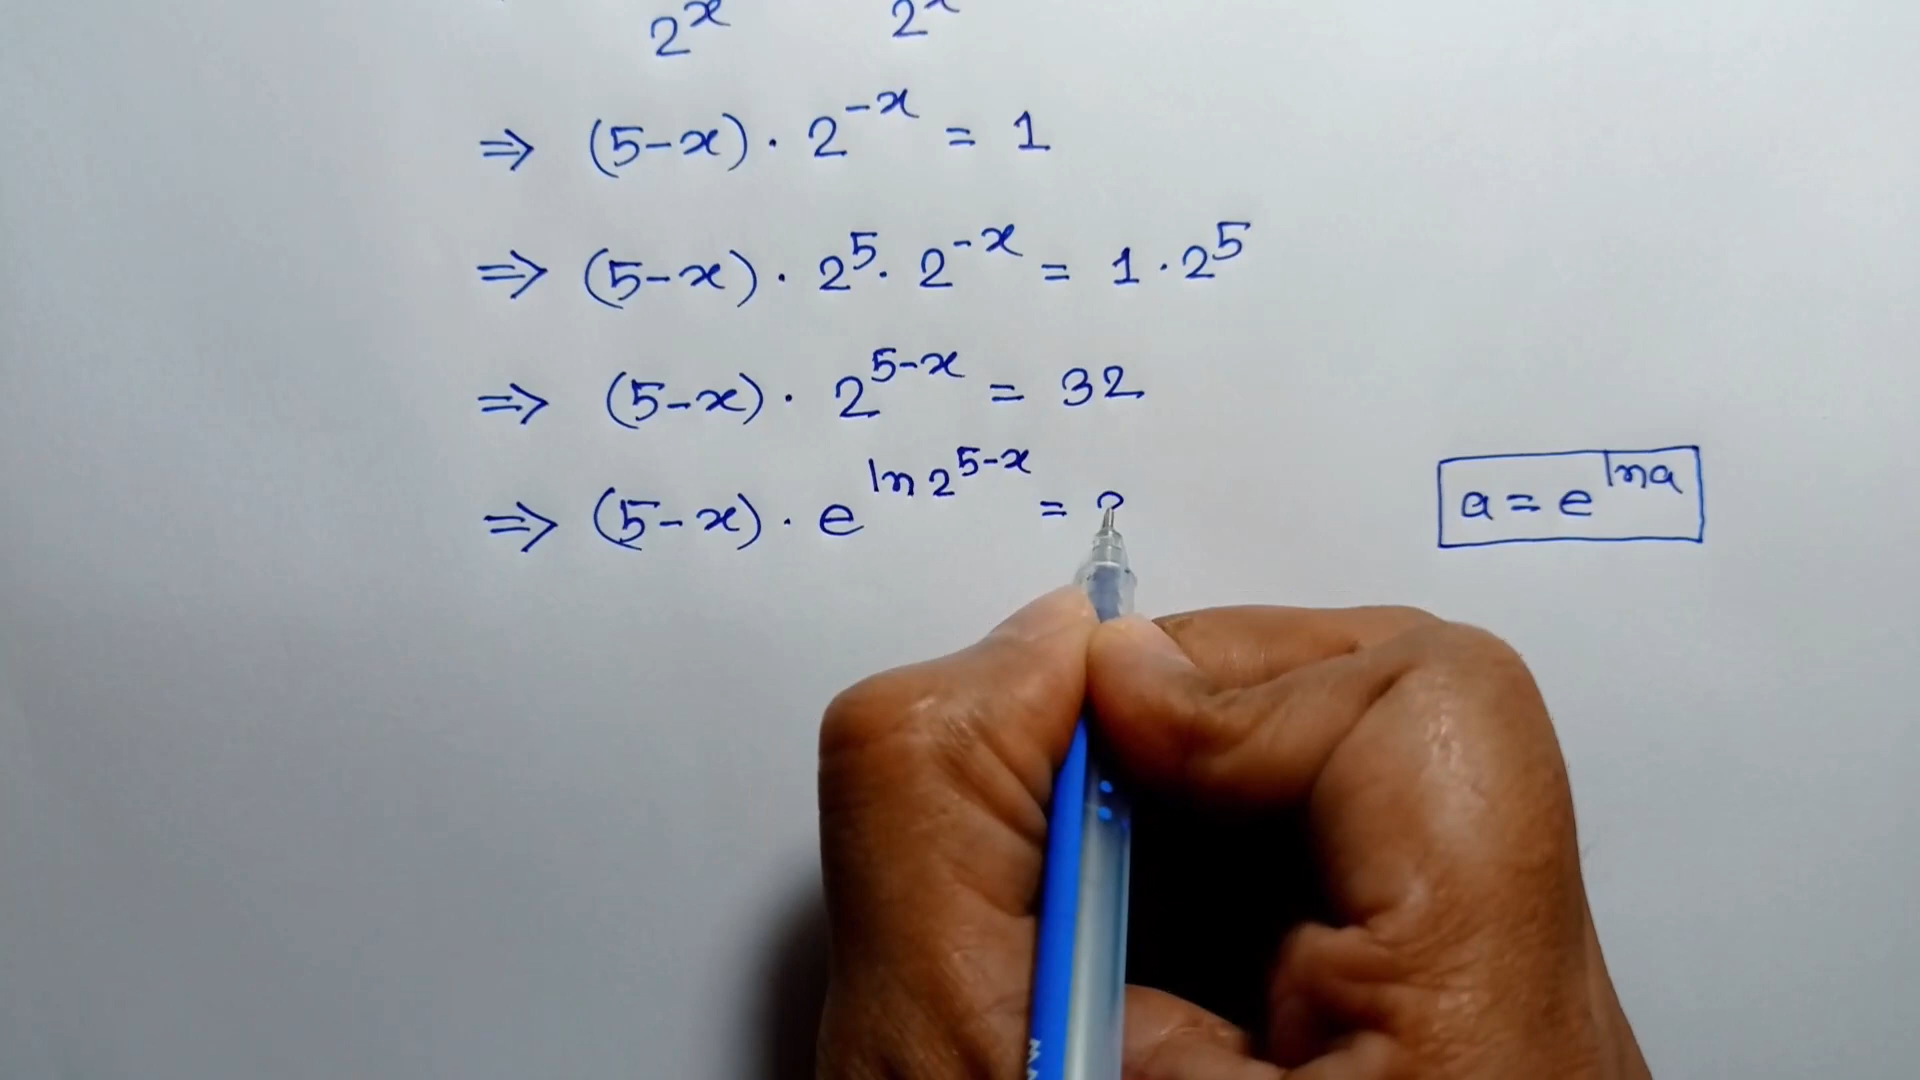 2^x 2^x
⇒ (5-x) · 2^-x = 1
⇒ (5-x) · 2^5 · 2^-x = 1 · 2^5
⇒ (5-x) · 2^5-x = 32
⇒ (5-x) · e^ln 2^5-x =
a = e^ln a